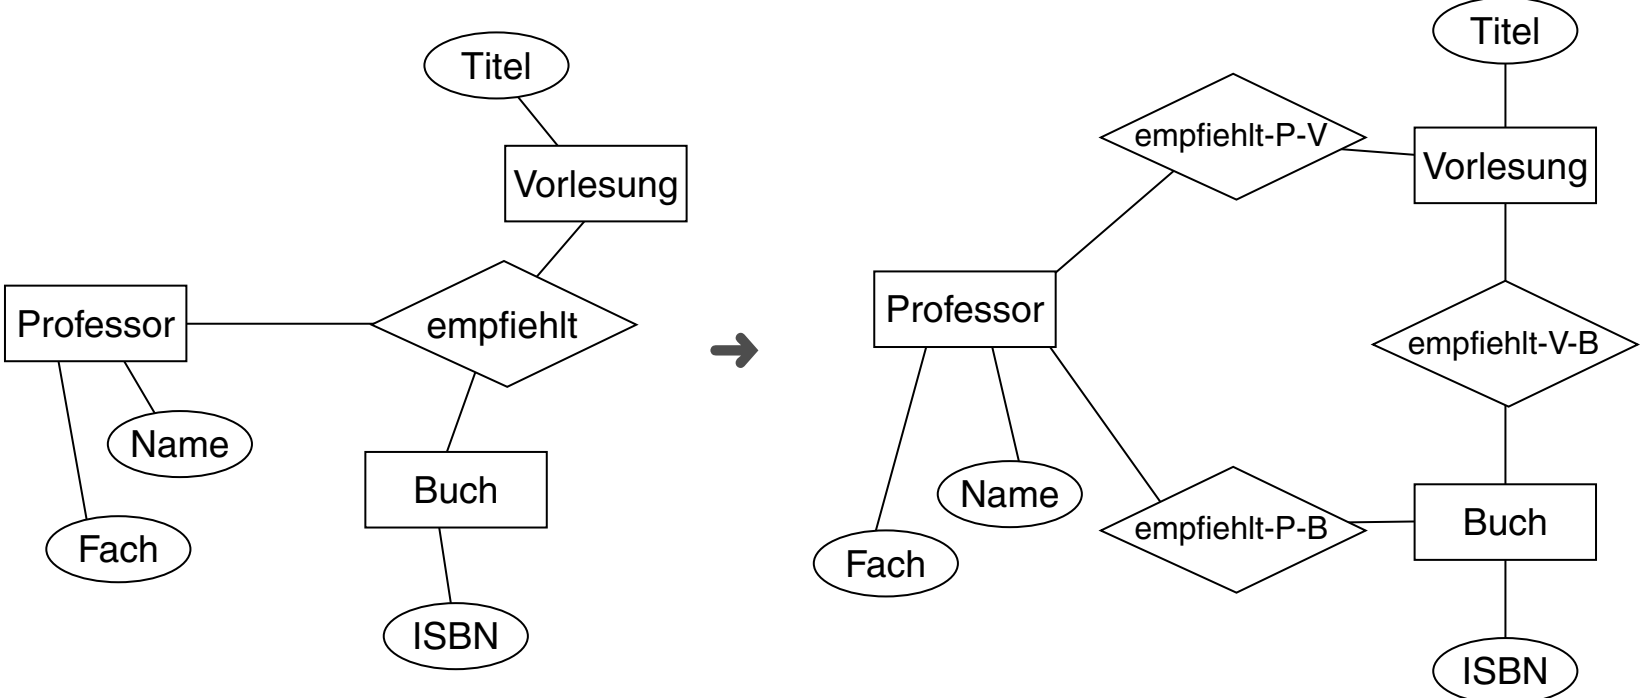 Titel
Vorlesung
Professor
empfiehlt
Name
Buch
Fach
ISBN
Titel
empfiehlt-P-V
Vorlesung
Professor
empfiehlt-V-B
Name
empfiehlt-P-B
Buch
Fach
ISBN